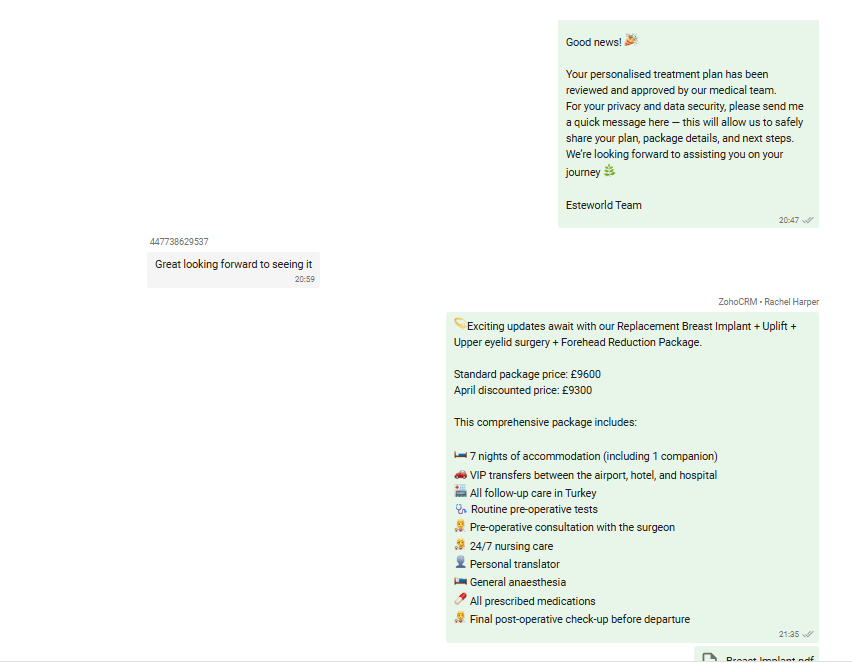 Good news! 🎉
Your personalised treatment plan has been
reviewed and approved by our medical team.
For your privacy and data security, please send me
a quick message here — this will allow us to safely
share your plan, package details, and next steps.
We're looking forward to assisting you on your
journey 🌿
Esteworld Team
20:47
447738629537
Great looking forward to seeing it
20:59
ZohoCRM • Rachel Harper
💫Exciting updates await with our Replacement Breast Implant + Uplift +
Upper eyelid surgery + Forehead Reduction Package.
Standard package price: £9600
April discounted price: £9300
This comprehensive package includes:
🛏️ 7 nights of accommodation (including 1 companion)
🚗 VIP transfers between the airport, hotel, and hospital
🏥 All follow-up care in Turkey
🩺 Routine pre-operative tests
👩‍⚕️ Pre-operative consultation with the surgeon
👩‍⚕️ 24/7 nursing care
👤 Personal translator
🛏️ General anaesthesia
💊 All prescribed medications
👩‍⚕️ Final post-operative check-up before departure
21:35
Breast Implant.pdf